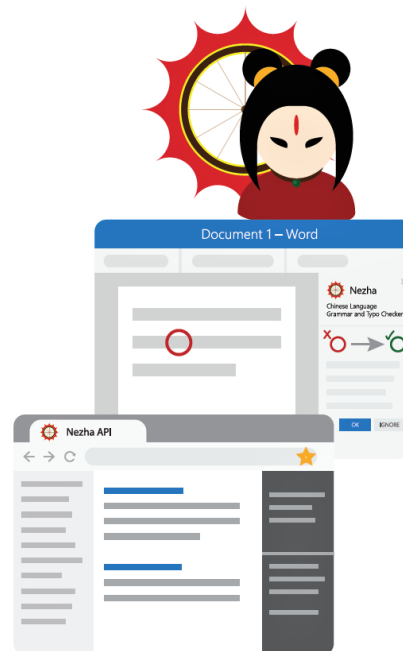 Document 1 – Word
Nezha
Chinese Language
Grammar and Typo Checker
OK IGNORE
Nezha API